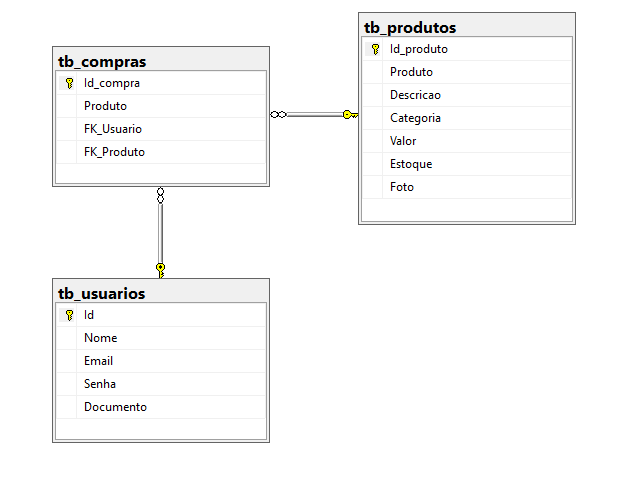 tb_compras
Id_compra
Produto
FK_Usuario
FK_Produto
tb_produtos
Id_produto
Produto
Descricao
Categoria
Valor
Estoque
Foto
tb_usuarios
Id
Nome
Email
Senha
Documento